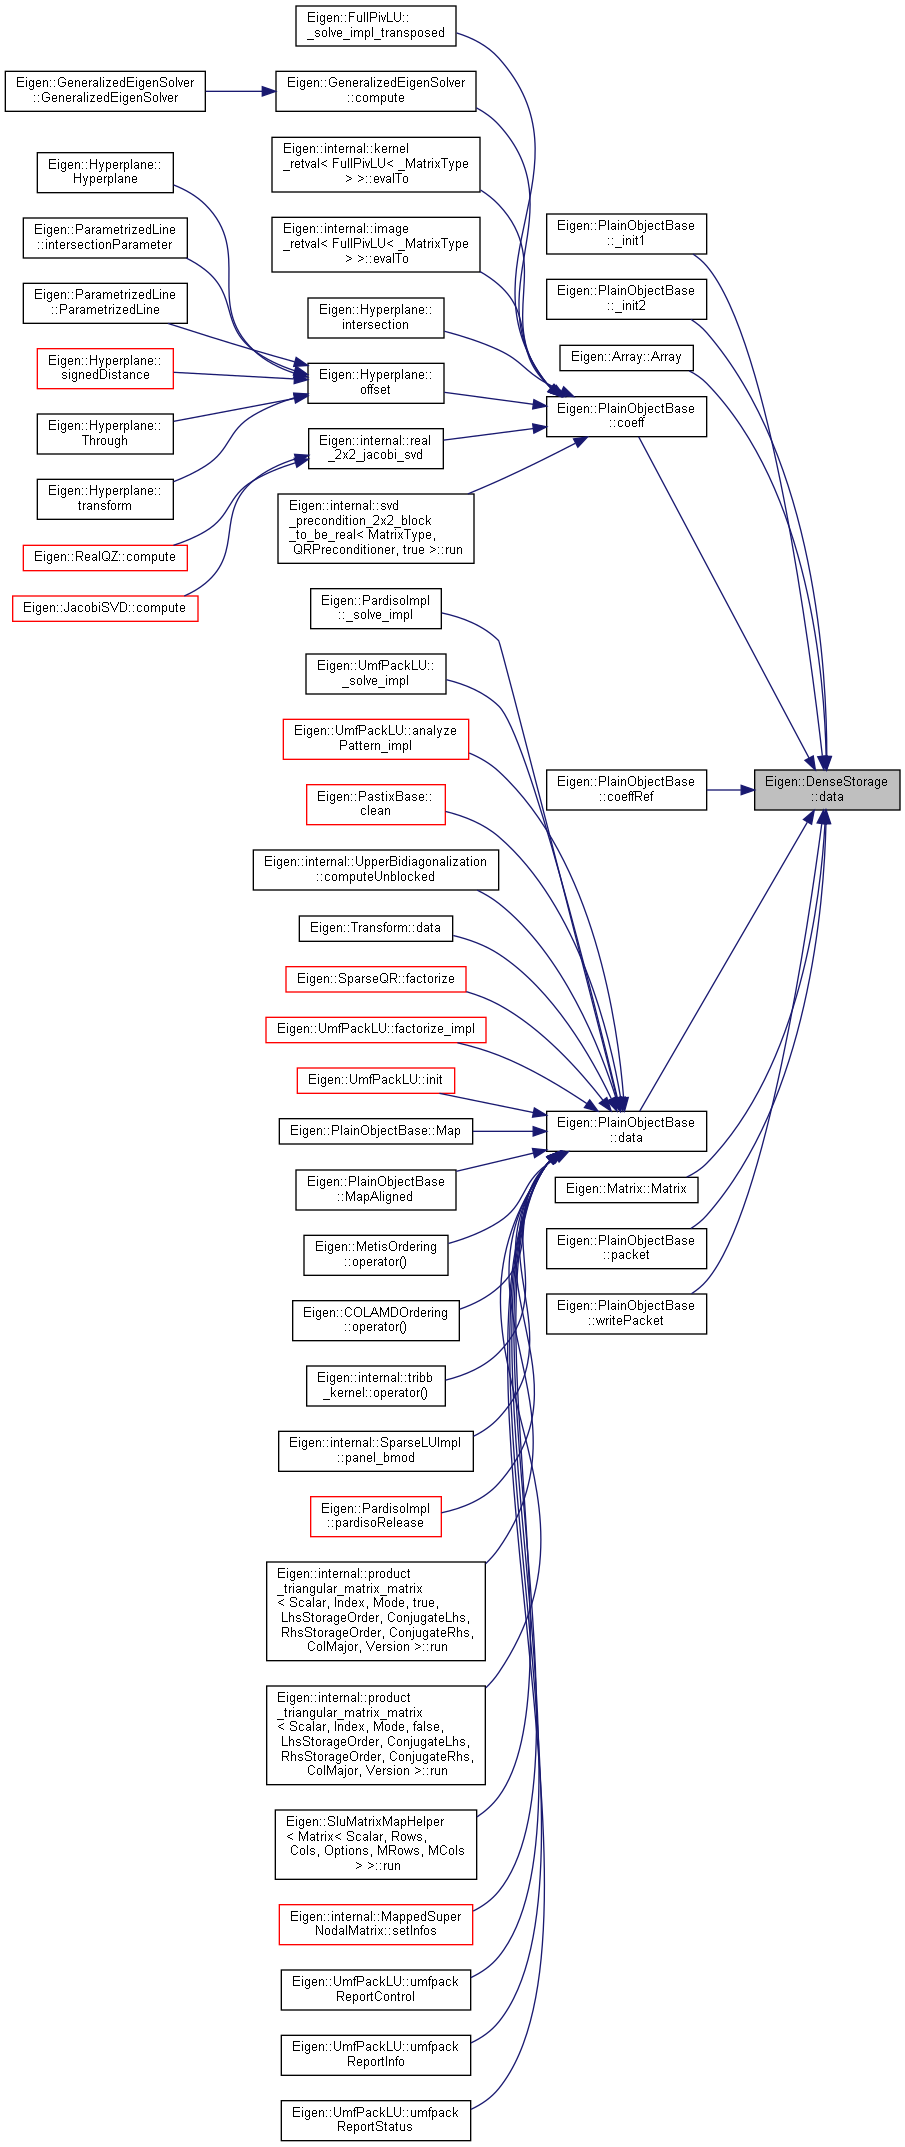 Eigen::FullPivLU::
_solve_impl_transposed
Eigen::GeneralizedEigenSolver
::GeneralizedEigenSolver
Eigen::GeneralizedEigenSolver
::compute
Eigen::internal::kernel
_retval< FullPivLU< _MatrixType
> >::evalTo
Eigen::Hyperplane::
Hyperplane
Eigen::internal::image
_retval< FullPivLU< _MatrixType
> >::evalTo
Eigen::ParametrizedLine
::intersectionParameter
Eigen::PlainObjectBase
::_init1
Eigen::ParametrizedLine
::ParametrizedLine
Eigen::Hyperplane::
intersection
Eigen::PlainObjectBase
::_init2
Eigen::Hyperplane::
signedDistance
Eigen::Hyperplane::
offset
Eigen::Array::Array
Eigen::Hyperplane::
Through
Eigen::internal::real
_2x2_jacobi_svd
Eigen::PlainObjectBase
::coeff
Eigen::Hyperplane::
transform
Eigen::internal::svd
_precondition_2x2_block
_to_be_real< MatrixType,
QRPreconditioner, true >::run
Eigen::RealQZ::compute
Eigen::JacobiSVD::compute
Eigen::PardisoImpl
::_solve_impl
Eigen::UmfPackLU::
_solve_impl
Eigen::UmfPackLU::analyze
Pattern_impl
Eigen::PastixBase::
clean
Eigen::PlainObjectBase
::coeffRef
Eigen::DenseStorage
::data
Eigen::internal::UpperBidiagonalization
::computeUnblocked
Eigen::Transform::data
Eigen::SparseQR::factorize
Eigen::UmfPackLU::factorize_impl
Eigen::UmfPackLU::init
Eigen::PlainObjectBase::Map
Eigen::PlainObjectBase
::data
Eigen::PlainObjectBase
::MapAligned
Eigen::Matrix::Matrix
Eigen::MetisOrdering
::operator()
Eigen::PlainObjectBase
::packet
Eigen::COLAMDOrdering
::operator()
Eigen::PlainObjectBase
::writePacket
Eigen::internal::tribb
_kernel::operator()
Eigen::internal::SparseLUImpl
::panel_bmod
Eigen::PardisoImpl
::pardisoRelease
Eigen::internal::product
_triangular_matrix_matrix
< Scalar, Index, Mode, true,
LhsStorageOrder, ConjugateLhs,
RhsStorageOrder, ConjugateRhs,
ColMajor, Version >::run
Eigen::internal::product
_triangular_matrix_matrix
< Scalar, Index, Mode, false,
LhsStorageOrder, ConjugateLhs,
RhsStorageOrder, ConjugateRhs,
ColMajor, Version >::run
Eigen::SluMatrixMapHelper
< Matrix< Scalar, Rows,
Cols, Options, MRows, MCols
> >::run
Eigen::internal::MappedSuper
NodalMatrix::setInfos
Eigen::UmfPackLU::umfpack
ReportControl
Eigen::UmfPackLU::umfpack
ReportInfo
Eigen::UmfPackLU::umfpack
ReportStatus